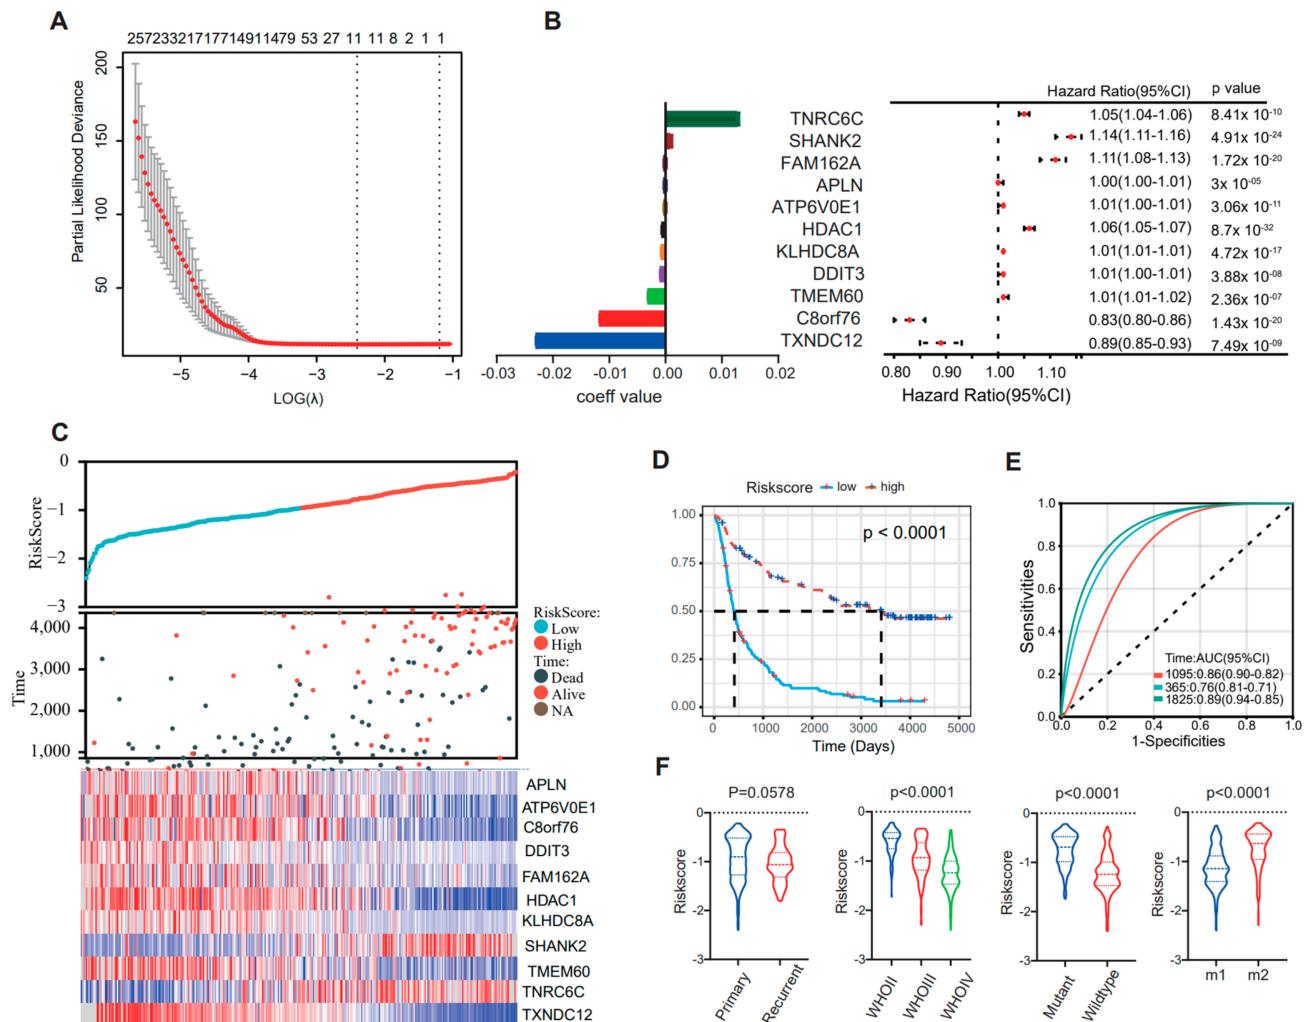 A
257233217177149114795327111182 1 1
Partial Likelihood Deviance
200
150
100
50
−5 −4 −3 −2 −1
LOG(λ)
B
TNRC6C
SHANK2
FAM162A
APLN
ATP6V0E1
HDAC1
KLHDC8A
DDIT3
TMEM60
C8orf76
TXNDC12
-0.03 -0.02 -0.01 0.00 0.01 0.02
coeff value
Hazard Ratio(95%CI) p value
1.05(1.04-1.06) 8.41x 10-10
1.14(1.11-1.16) 4.91x 10-24
1.11(1.08-1.13) 1.72x 10-20
1.00(1.00-1.01) 3x 10-05
1.01(1.00-1.01) 3.06x 10-11
1.06(1.05-1.07) 8.7x 10-32
1.01(1.01-1.01) 4.72x 10-17
1.01(1.00-1.01) 3.88x 10-08
1.01(1.01-1.02) 2.36x 10-07
0.83(0.80-0.86) 1.43x 10-20
0.89(0.85-0.93) 7.49x 10-09
0.80 0.90 1.00 1.10
Hazard Ratio(95%CI)
C
RiskScore
0
−1
−2
−3
Time
4,000
3,000
2,000
1,000
RiskScore:
Low
High
Time:
Dead
Alive
NA
APLN
ATP6V0E1
C8orf76
DDIT3
FAM162A
HDAC1
KLHDC8A
SHANK2
TMEM60
TNRC6C
TXNDC12
D
Riskscore low high
1.00
0.75
0.50
0.25
0.00
p < 0.0001
0 1000 2000 3000 4000 5000
Time (Days)
E
Sensitivities
1.0
0.8
0.6
0.4
0.2
0.0
Time:AUC(95%CI)
1095:0.86(0.90-0.82)
365:0.76(0.81-0.71)
1825:0.89(0.94-0.85)
0.0 0.2 0.4 0.6 0.8 1.0
1-Specificities
F
P=0.0578
Riskscore
0
-1
-2
-3
Primary
Recurrent
p<0.0001
Riskscore
0
-1
-2
-3
WHOII
WHOIII
WHOIV
p<0.0001
Riskscore
0
-1
-2
-3
Mutant
Wildtype
p<0.0001
Riskscore
0
-1
-2
-3
m1 m2